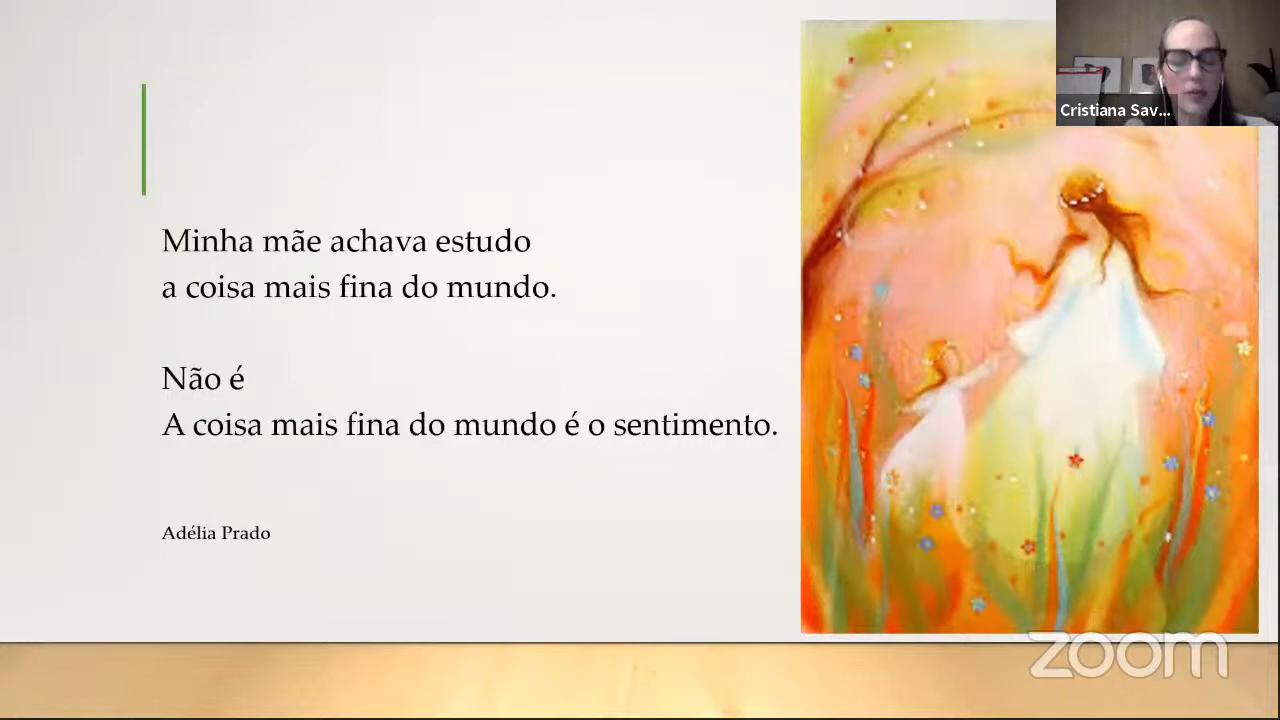 Cristiana Sav...
Minha mãe achava estudo
a coisa mais fina do mundo.
Não é
A coisa mais fina do mundo é o sentimento.
Adélia Prado
zoom